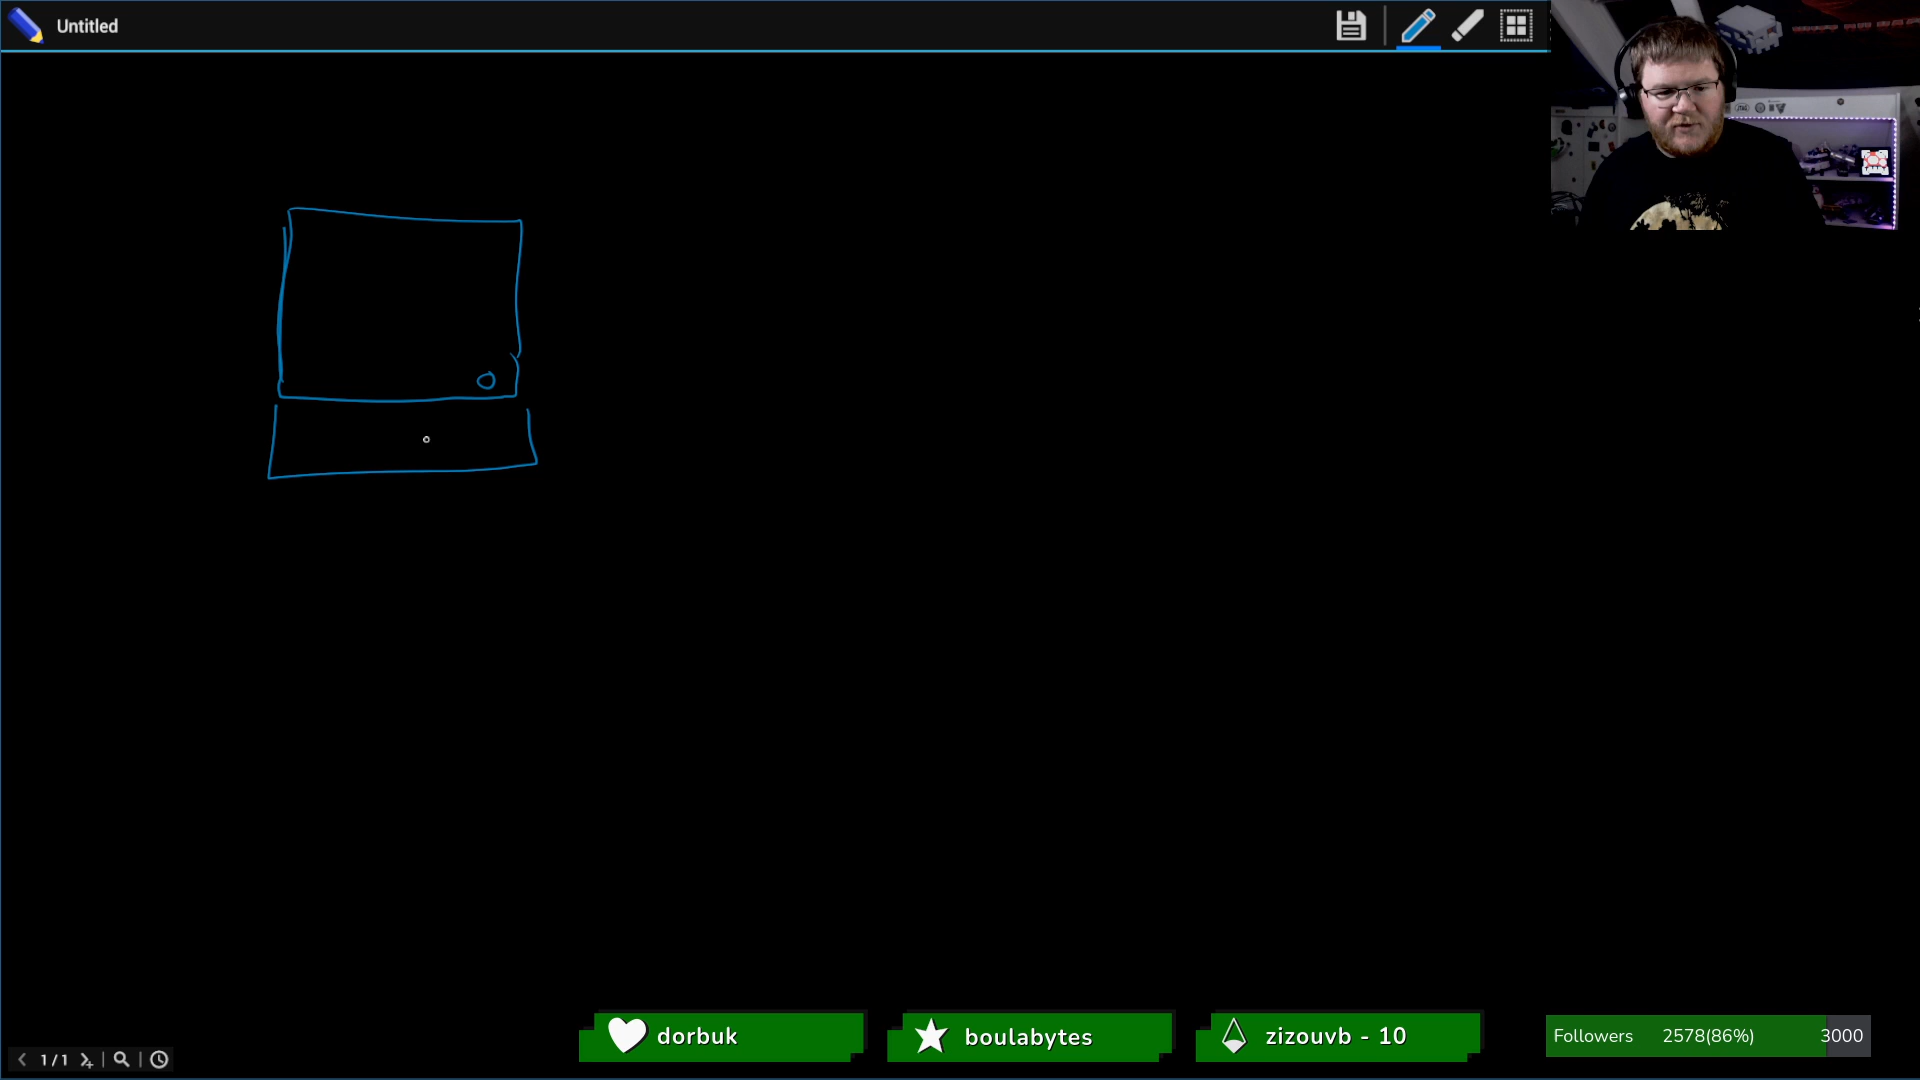 Untitled
1/1
dorbuk
boulabytes
zizouvb - 10
Followers 2578(86%) 3000